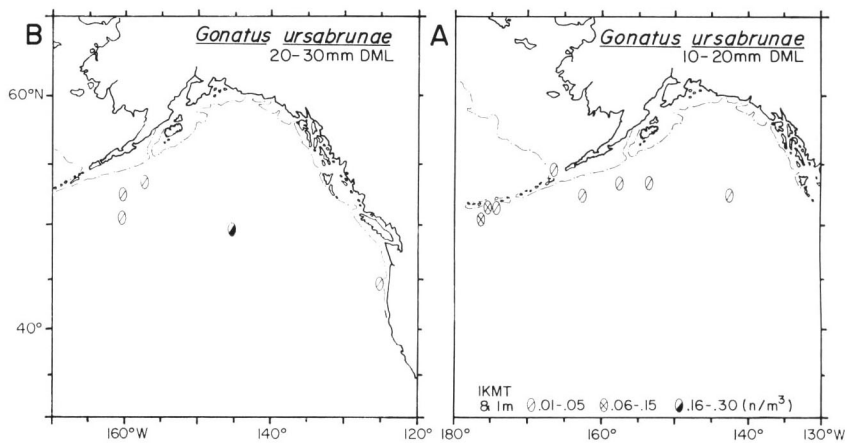 B
Gonatus ursabrunae
20-30mm DML
60°N
40°
160°W
140°
120°
A
Gonatus ursabrunae
10-20mm DML
IKMT
& 1m .01-.05 .06-.15 .16-.30 (n/m³)
180°
160°
140°
130°W